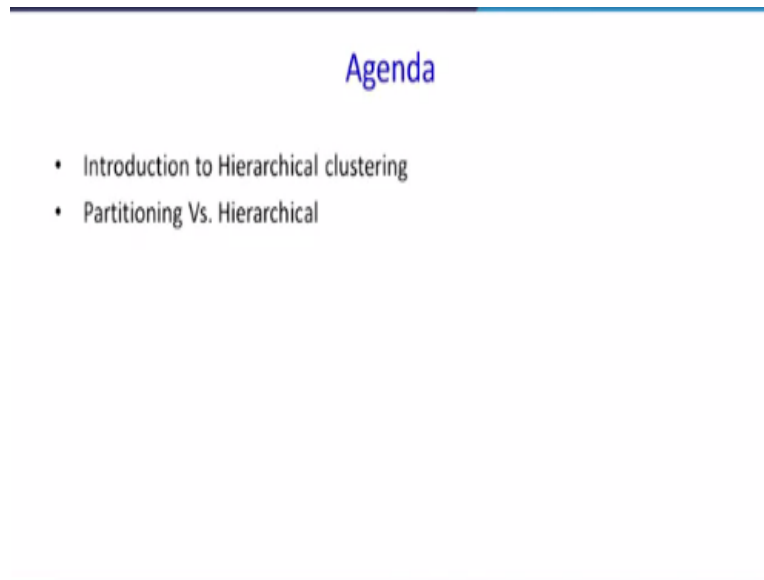 Agenda
• Introduction to Hierarchical clustering
• Partitioning Vs. Hierarchical